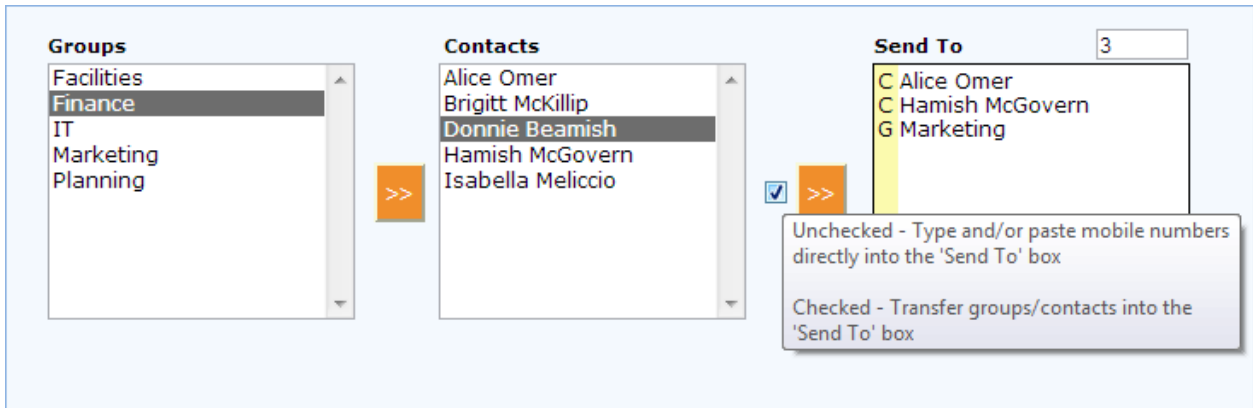 Groups
Facilities
Finance
IT
Marketing
Planning
>>
Contacts
Alice Omer
Brigitt McKillip
Donnie Beamish
Hamish McGovern
Isabella Meliccio
>>
Send To 3
C Alice Omer
C Hamish McGovern
G Marketing
Unchecked - Type and/or paste mobile numbers
directly into the 'Send To' box
Checked - Transfer groups/contacts into the
'Send To' box